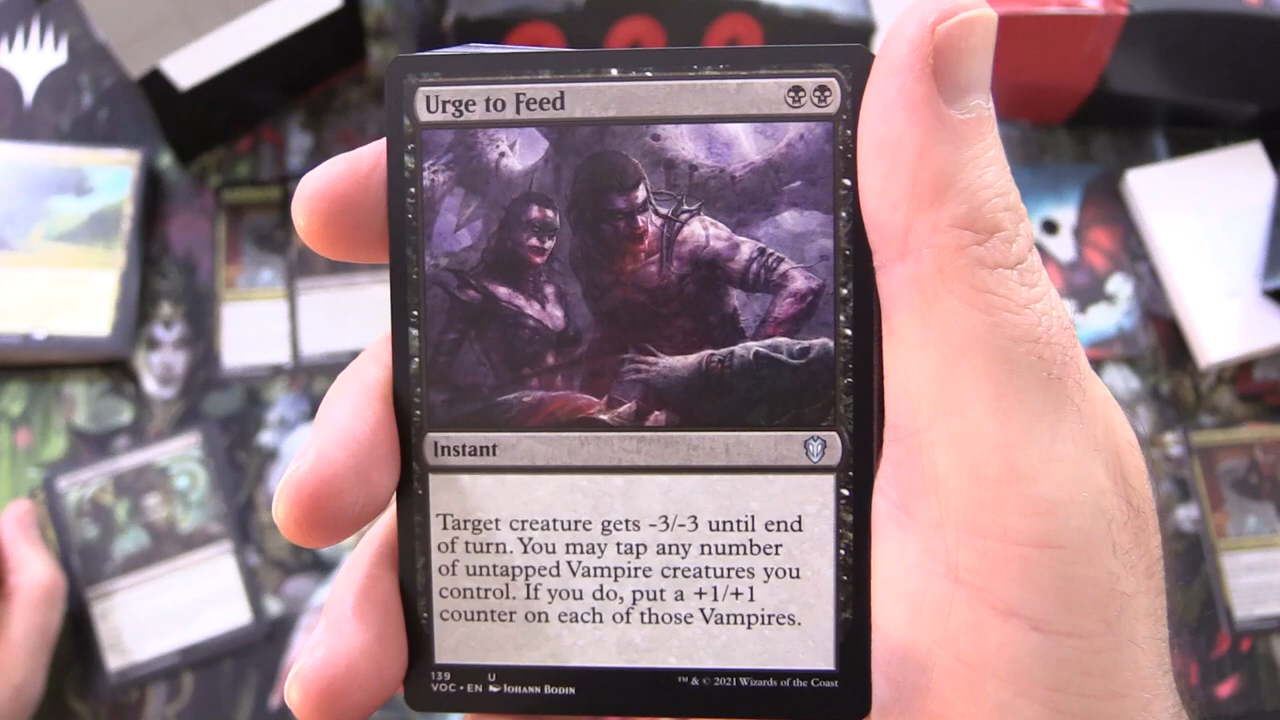 Urge to Feed
Instant
Target creature gets -3/-3 until end
of turn. You may tap any number
of untapped Vampire creatures you
control. If you do, put a +1/+1
counter on each of those Vampires.
139 U
VOC • EN Johann Bodin
™ & © 2021 Wizards of the Coast